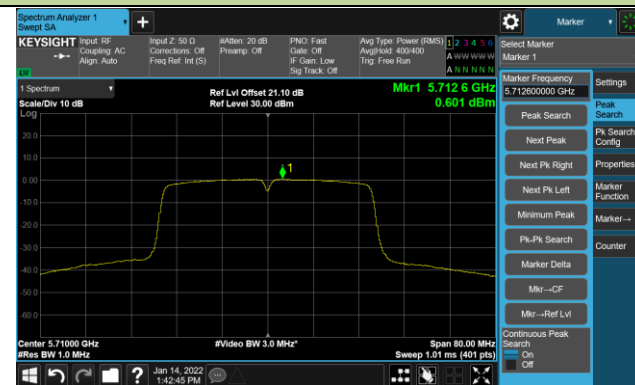 Spectrum Analyzer 1
Swept SA
Marker
KEYSIGHT
Input: RF
Coupling: AC
Align: Auto
Input Z: 50 Ω
Corrections: Off
Freq Ref: Int (S)
#Atten: 20 dB
Preamp: Off
PNO: Fast
Gate: Off
IF Gain: Low
Sig Track: Off
Avg Type: Power (RMS)
Avg|Hold: 400/400
Trig: Free Run
1 2 3 4 5 6
A W W W W W
A N N N N N
LV
Select Marker
Marker 1
1 Spectrum
Scale/Div 10 dB
Log
Ref Lvl Offset 21.10 dB
Ref Level 30.00 dBm
Mkr1 5.712 6 GHz
0.601 dBm
20.0
10.0
0.00
-10.0
-20.0
-30.0
-40.0
-50.0
-60.0
1
Center 5.71000 GHz
#Res BW 1.0 MHz
#Video BW 3.0 MHz*
Span 80.00 MHz
Sweep 1.01 ms (401 pts)
Marker Frequency
5.712600000 GHz
Peak Search
Next Peak
Next Pk Right
Next Pk Left
Minimum Peak
Pk-Pk Search
Marker Delta
Mkr→CF
Mkr→Ref Lvl
Continuous Peak
Search
On
Off
Settings
Peak
Search
Pk Search
Config
Properties
Marker
Function
Marker→
Counter
Jan 14, 2022
1:42:45 PM